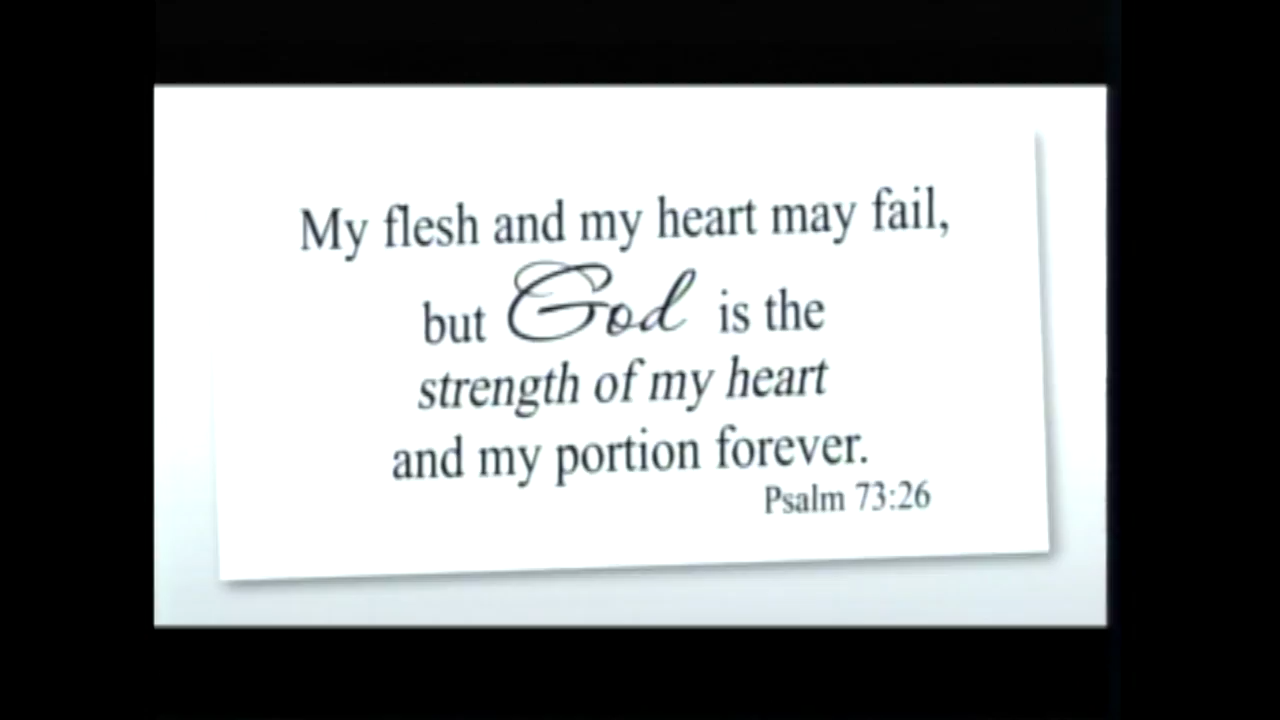 My flesh and my heart may fail,
but God is the
strength of my heart
and my portion forever.
Psalm 73:26